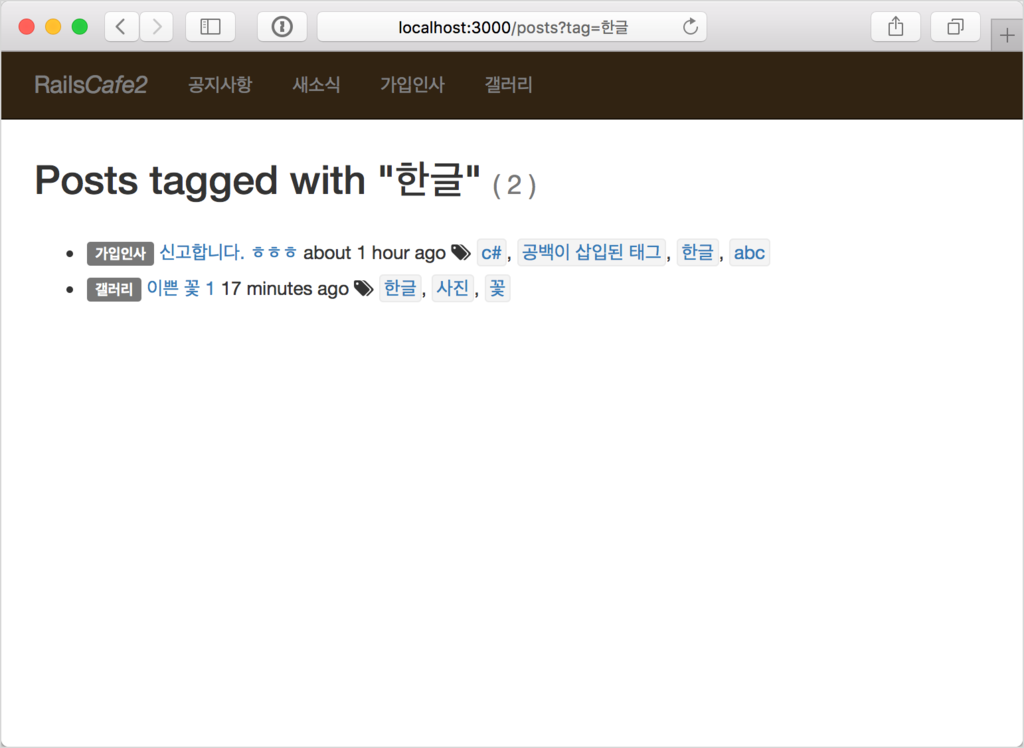 localhost:3000/posts?tag=한글
RailsCafe2 공지사항 새소식 가입인사 갤러리
Posts tagged with "한글" ( 2 )
가입인사 신고합니다. ㅎㅎㅎ about 1 hour ago c#, 공백이 삽입된 태그, 한글, abc
갤러리 이쁜 꽃 1 17 minutes ago 한글, 사진, 꽃